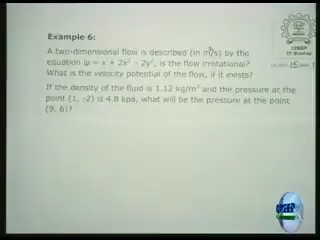 Example 6:
A two-dimensional flow is described (in m²/s) by the
equation ψ = x + 2x² - 2y², is the flow irrotational?
What is the velocity potential of the flow, if it exists?
If the density of the fluid is 1.12 kg/m³ and the pressure at the
point (1, -2) is 4.8 kpa, what will be the pressure at the point
(9, 6)?
CDEEP
IIT Bombay